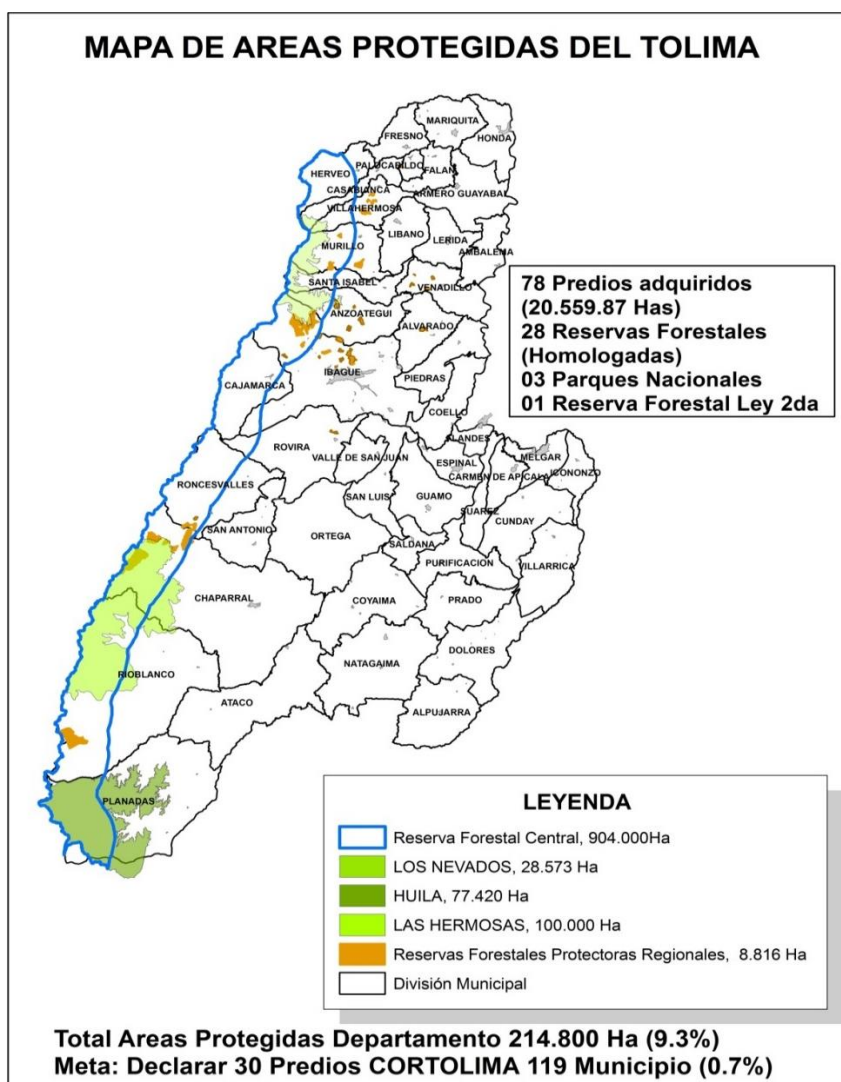 MAPA DE AREAS PROTEGIDAS DEL TOLIMA
MARIQUITA
FRESNO
HONDA
PALOCABILDO
FALAN
HERVEO
CASABIANCA
ARMERO GUAYABAL
VILLAHERMOSA
LIBANO
LERIDA
MURILLO
AMBALEMA
SANTA ISABEL
VENADILLO
78 Predios adquiridos
(20.559.87 Has)
28 Reservas Forestales
(Homologadas)
03 Parques Nacionales
01 Reserva Forestal Ley 2da
ANZOATEGUI
ALVARADO
IBAGUE
PIEDRAS
CAJAMARCA
COELLO
FLANDES
ROVIRA
VALLE DE SAN JUAN
ESPINAL
MELGAR
CARMEN DE APICALA
ICONONZO
RONCESVALLES
SAN LUIS
GUAMO
SUAREZ
CUNDAY
SAN ANTONIO
ORTEGA
SALDANA
PURIFICACION
VILLARRICA
CHAPARRAL
COYAIMA
PRADO
DOLORES
NATAGAIMA
RIOBLANCO
ATACO
ALPUJARRA
PLANADAS
LEYENDA
Reserva Forestal Central, 904.000Ha
LOS NEVADOS, 28.573 Ha
HUILA, 77.420 Ha
LAS HERMOSAS, 100.000 Ha
Reservas Forestales Protectoras Regionales, 8.816 Ha
División Municipal
Total Areas Protegidas Departamento 214.800 Ha (9.3%)
Meta: Declarar 30 Predios CORTOLIMA 119 Municipio (0.7%)